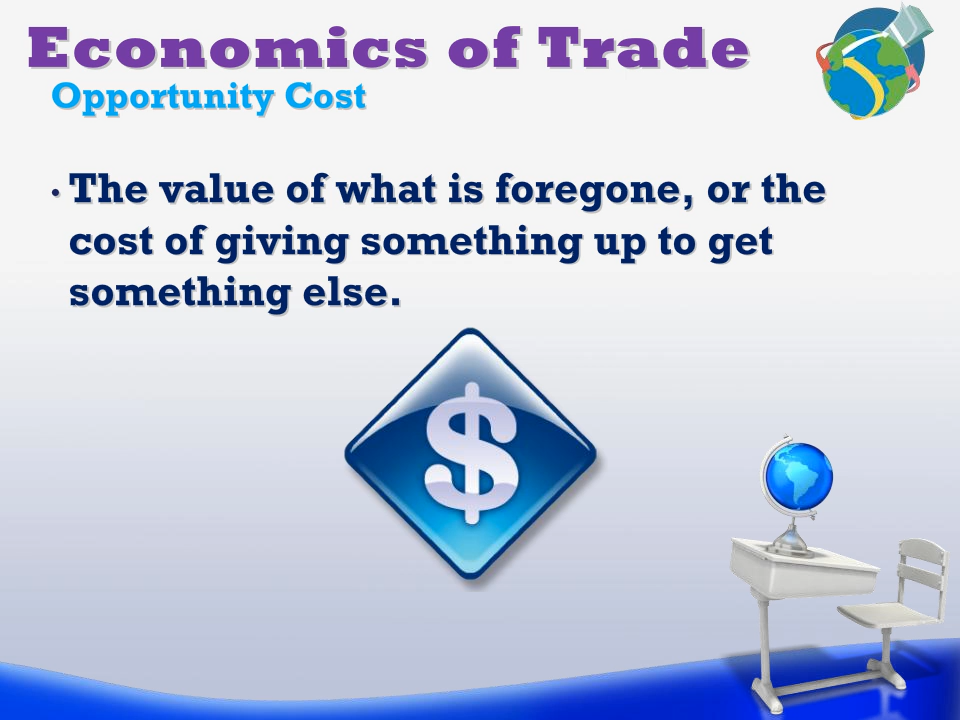 Economics of Trade
Opportunity Cost
• The value of what is foregone, or the
cost of giving something up to get
something else.
$